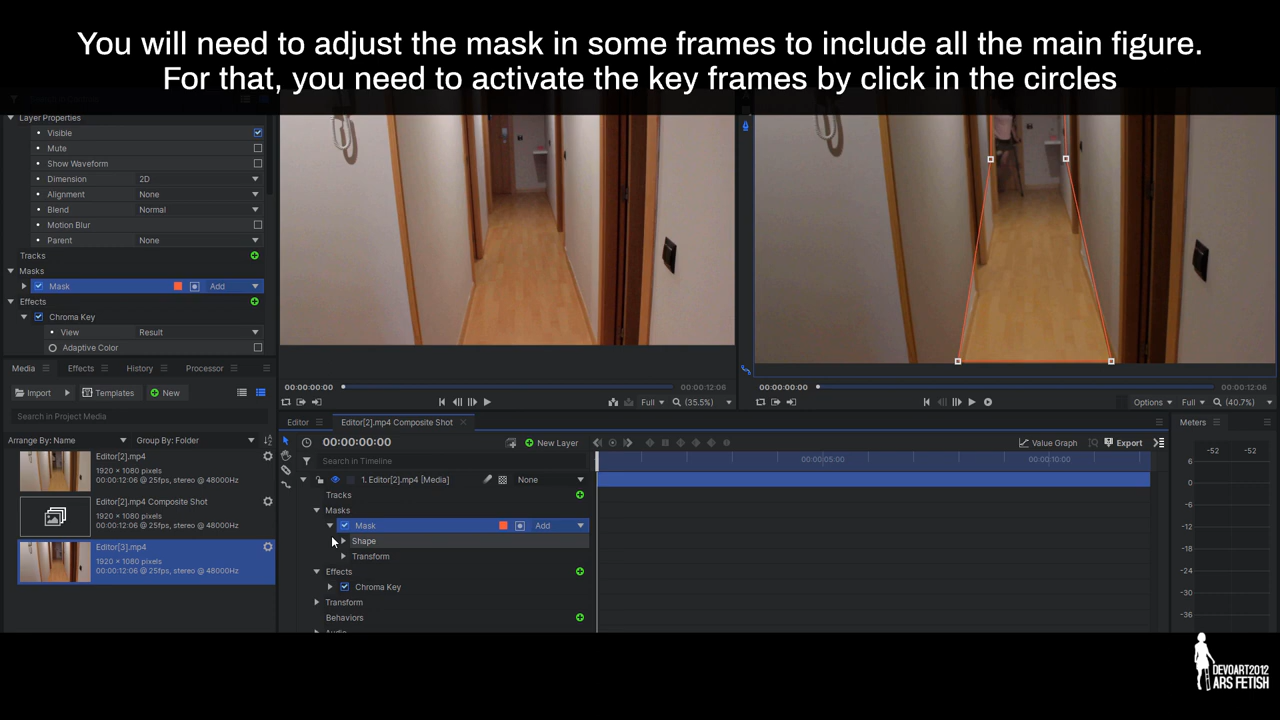 You will need to adjust the mask in some frames to include all the main figure.
For that, you need to activate the key frames by click in the circles
Layer Properties
Visible
Mute
Show Waveform
Dimension 2D
Alignment None
Blend Normal
Motion Blur
Parent None
Tracks
Masks
Mask Add
Effects
Chroma Key
View Result
Adaptive Color
Media Effects History Processor
Import Templates New
Search in Project Media
Arrange By: Name Group By: Folder
Editor[2].mp4
1920 × 1080 pixels
00:00:12:06 @ 25fps, stereo @ 48000Hz
Editor[2].mp4 Composite Shot
1920 × 1080 pixels
00:00:12:06 @ 25fps, stereo @ 48000Hz
Editor[3].mp4
1920 × 1080 pixels
00:00:12:06 @ 25fps, stereo @ 48000Hz
00:00:00:00 00:00:12:06
Full (35.5%)
00:00:00:00 00:00:12:06
Options Full (40.7%)
Editor Editor[2].mp4 Composite Shot
00:00:00:00 New Layer Value Graph Export
Search in Timeline 00:00:05:00 00:00:10:00
1. Editor[2].mp4 [Media] None
Tracks
Masks
Mask Add
Shape
Transform
Effects
Chroma Key
Transform
Behaviors
Meters
-52 -52
6
0
-6
-12
-18
-24
-30
-36
DEVOART2012
ARS FETISH